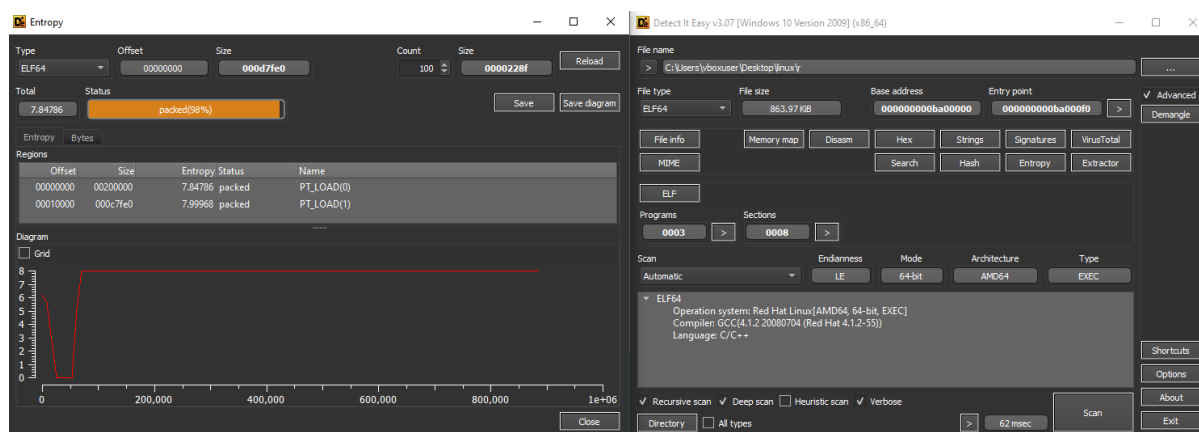 Entropy
Type Offset Size Count Size
ELF64 00000000 000d7fe0 100 0000228f Reload
Total Status
7.84786 packed(98%) Save Save diagram
Entropy Bytes
Regions
Offset Size Entropy Status Name
00000000 00200000 7.84786 packed PT_LOAD(0)
00010000 000c7fe0 7.99968 packed PT_LOAD(1)
Diagram
Grid
8
7
6
5
4
3
2
1
0
0 200,000 400,000 600,000 800,000 1e+06
Close
Detect It Easy v3.07 [Windows 10 Version 2009] (x86_64)
File name
> C:\Users\vboxuser\Desktop\linux\r ...
File type File size Base address Entry point Advanced
ELF64 863.97 KiB 000000000ba00000 000000000ba000f0 > Demangle
File info Memory map Disasm Hex Strings Signatures VirusTotal
MIME Search Hash Entropy Extractor
ELF
Programs Sections
0003 > 0008 >
Scan Endianness Mode Architecture Type
Automatic LE 64-bit AMD64 EXEC
ELF64
Operation system: Red Hat Linux[AMD64, 64-bit, EXEC]
Compiler: GCC(4.1.2 20080704 (Red Hat 4.1.2-55))
Language: C/C++
Shortcuts
Options
Recursive scan Deep scan Heuristic scan Verbose About
Directory All types > 62 msec Scan Exit